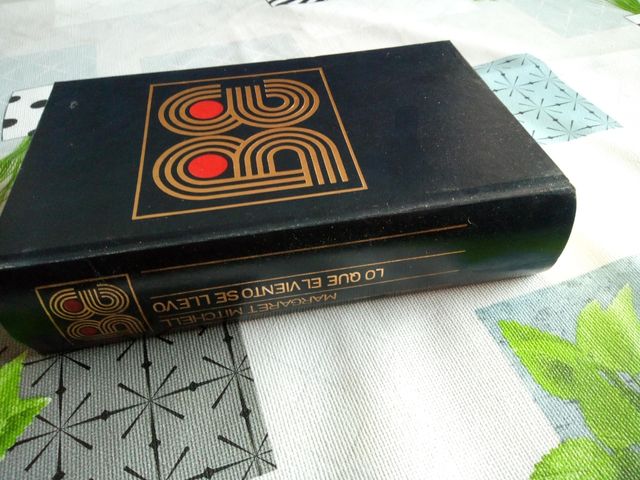 MARGARET MITCHELL
LO QUE EL VIENTO SE LLEVO